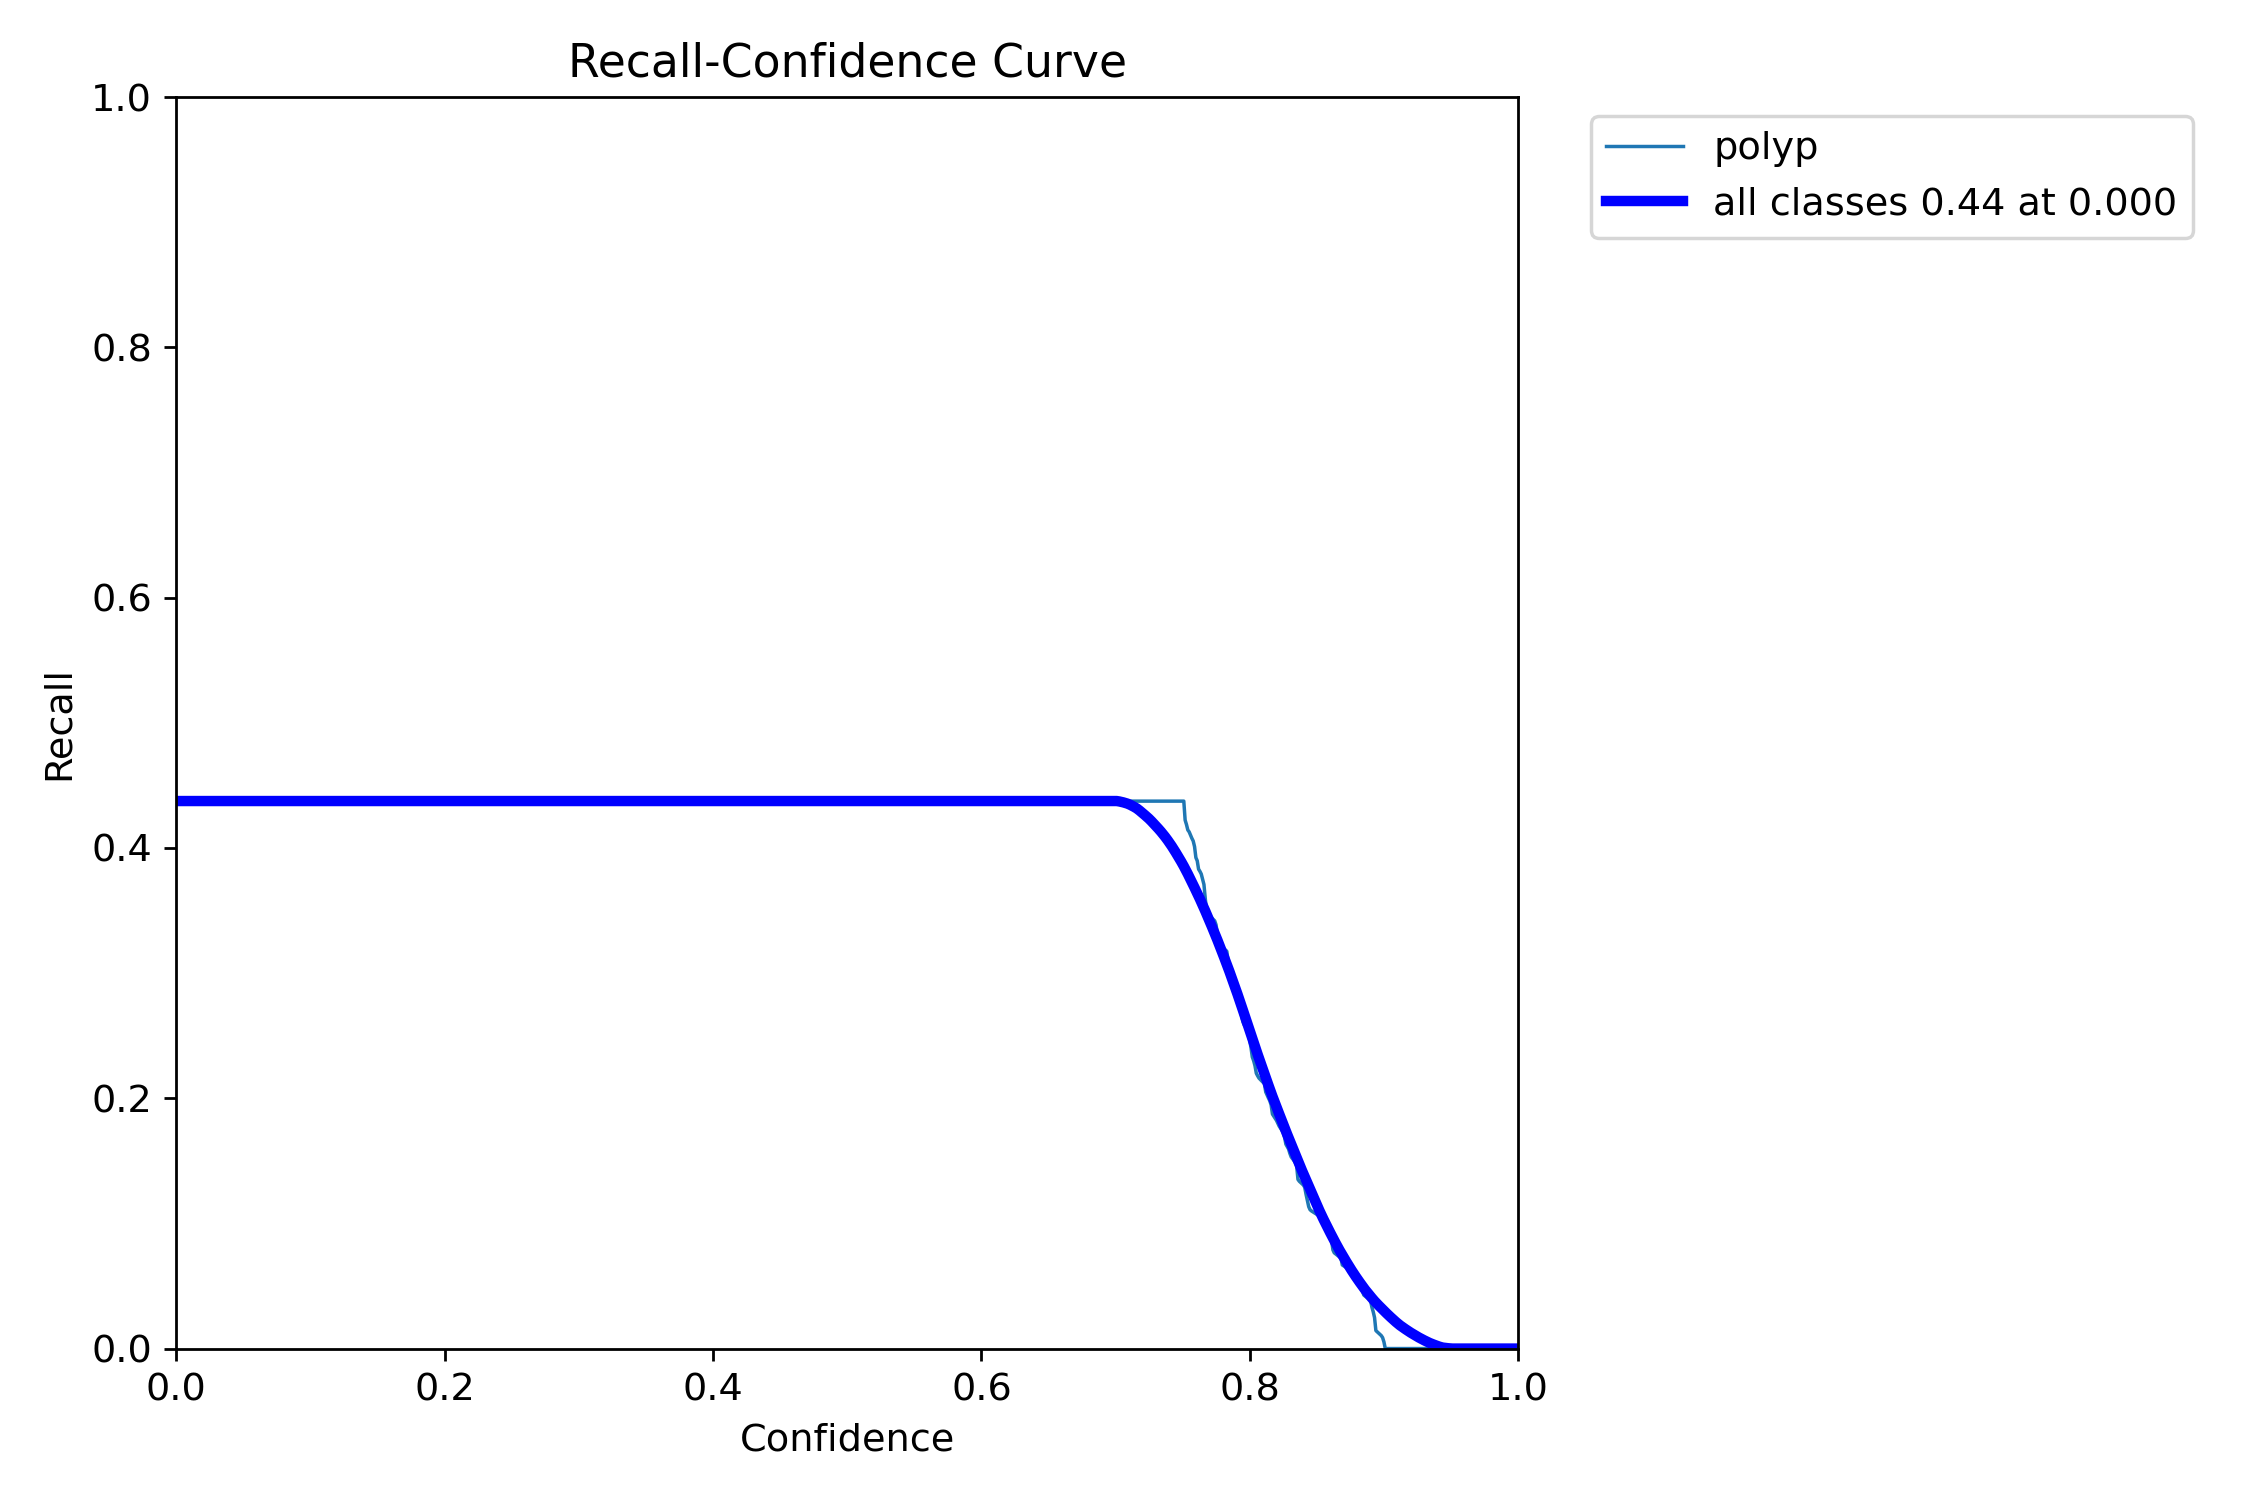 Recall-Confidence Curve
1.0
0.8
0.6
0.4
0.2
0.0
Recall
0.0 0.2 0.4 0.6 0.8 1.0
Confidence
polyp
all classes 0.44 at 0.000